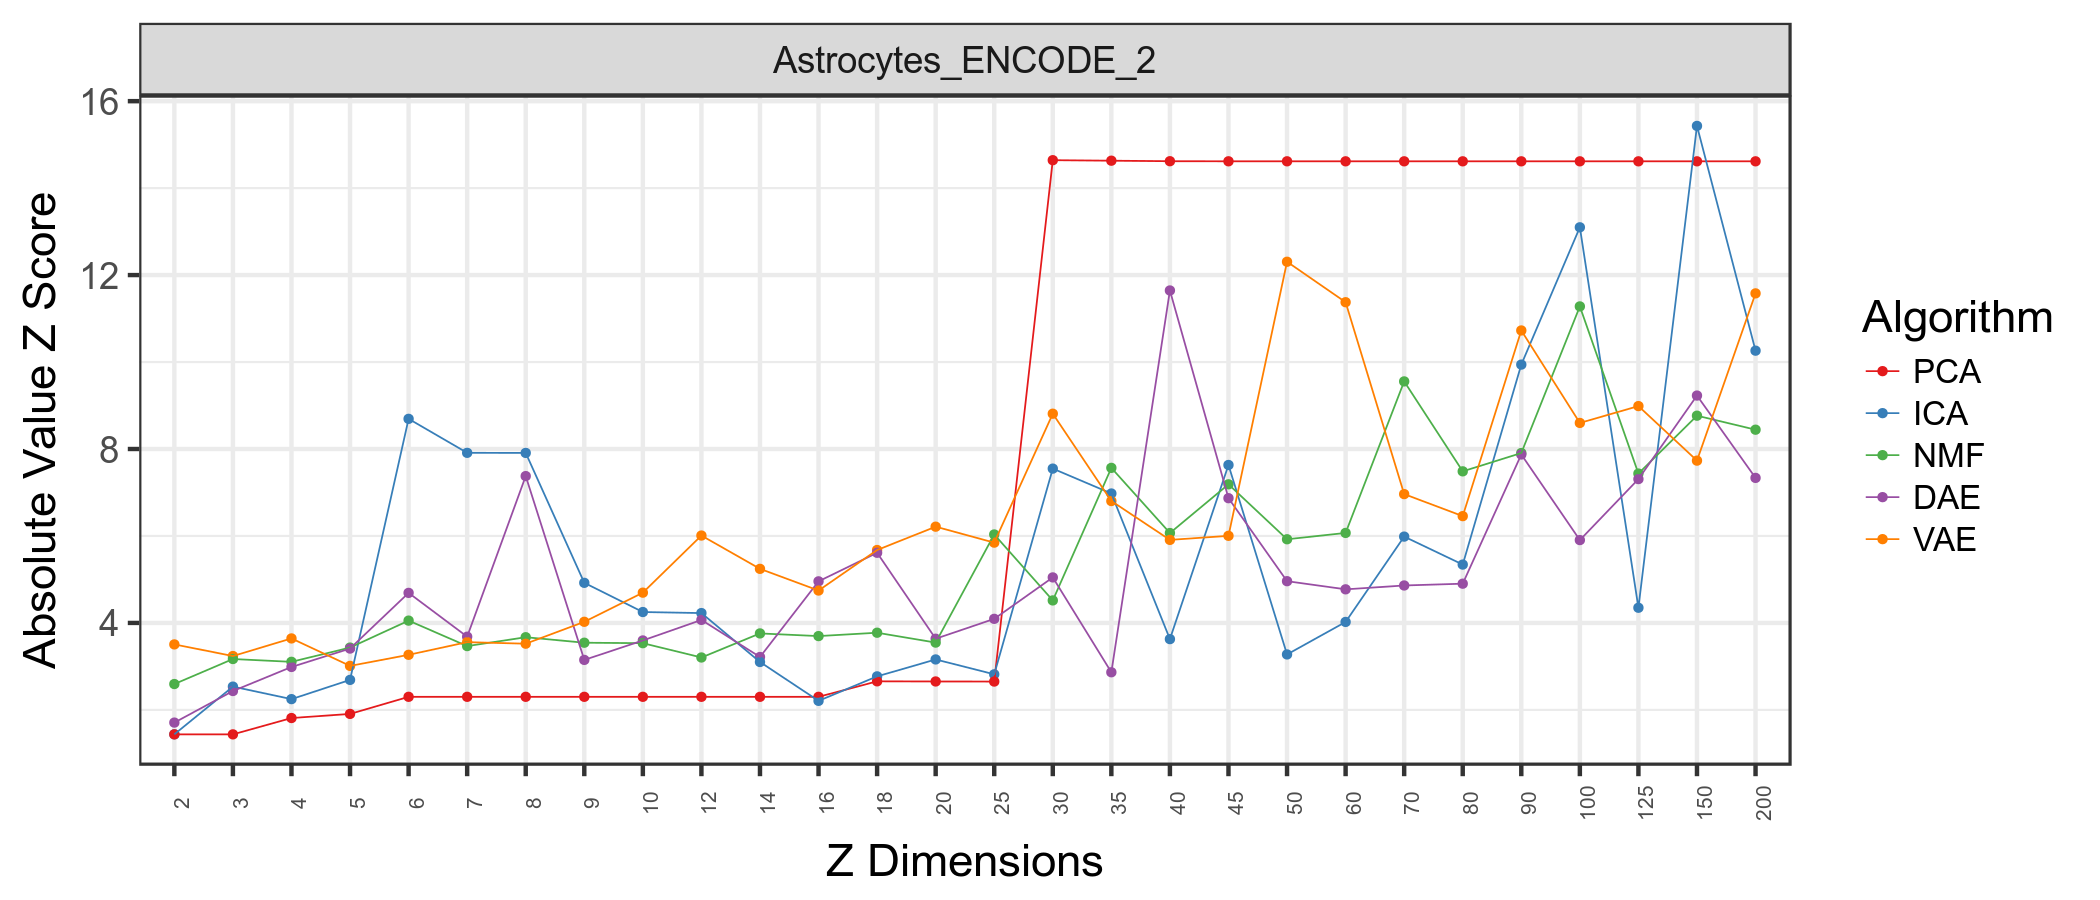 Astrocytes_ENCODE_2
16
12
8
4
Absolute Value Z Score
2 3 4 5 6 7 8 9 10 12 14 16 18 20 25 30 35 40 45 50 60 70 80 90 100 125 150 200
Z Dimensions
Algorithm
PCA
ICA
NMF
DAE
VAE